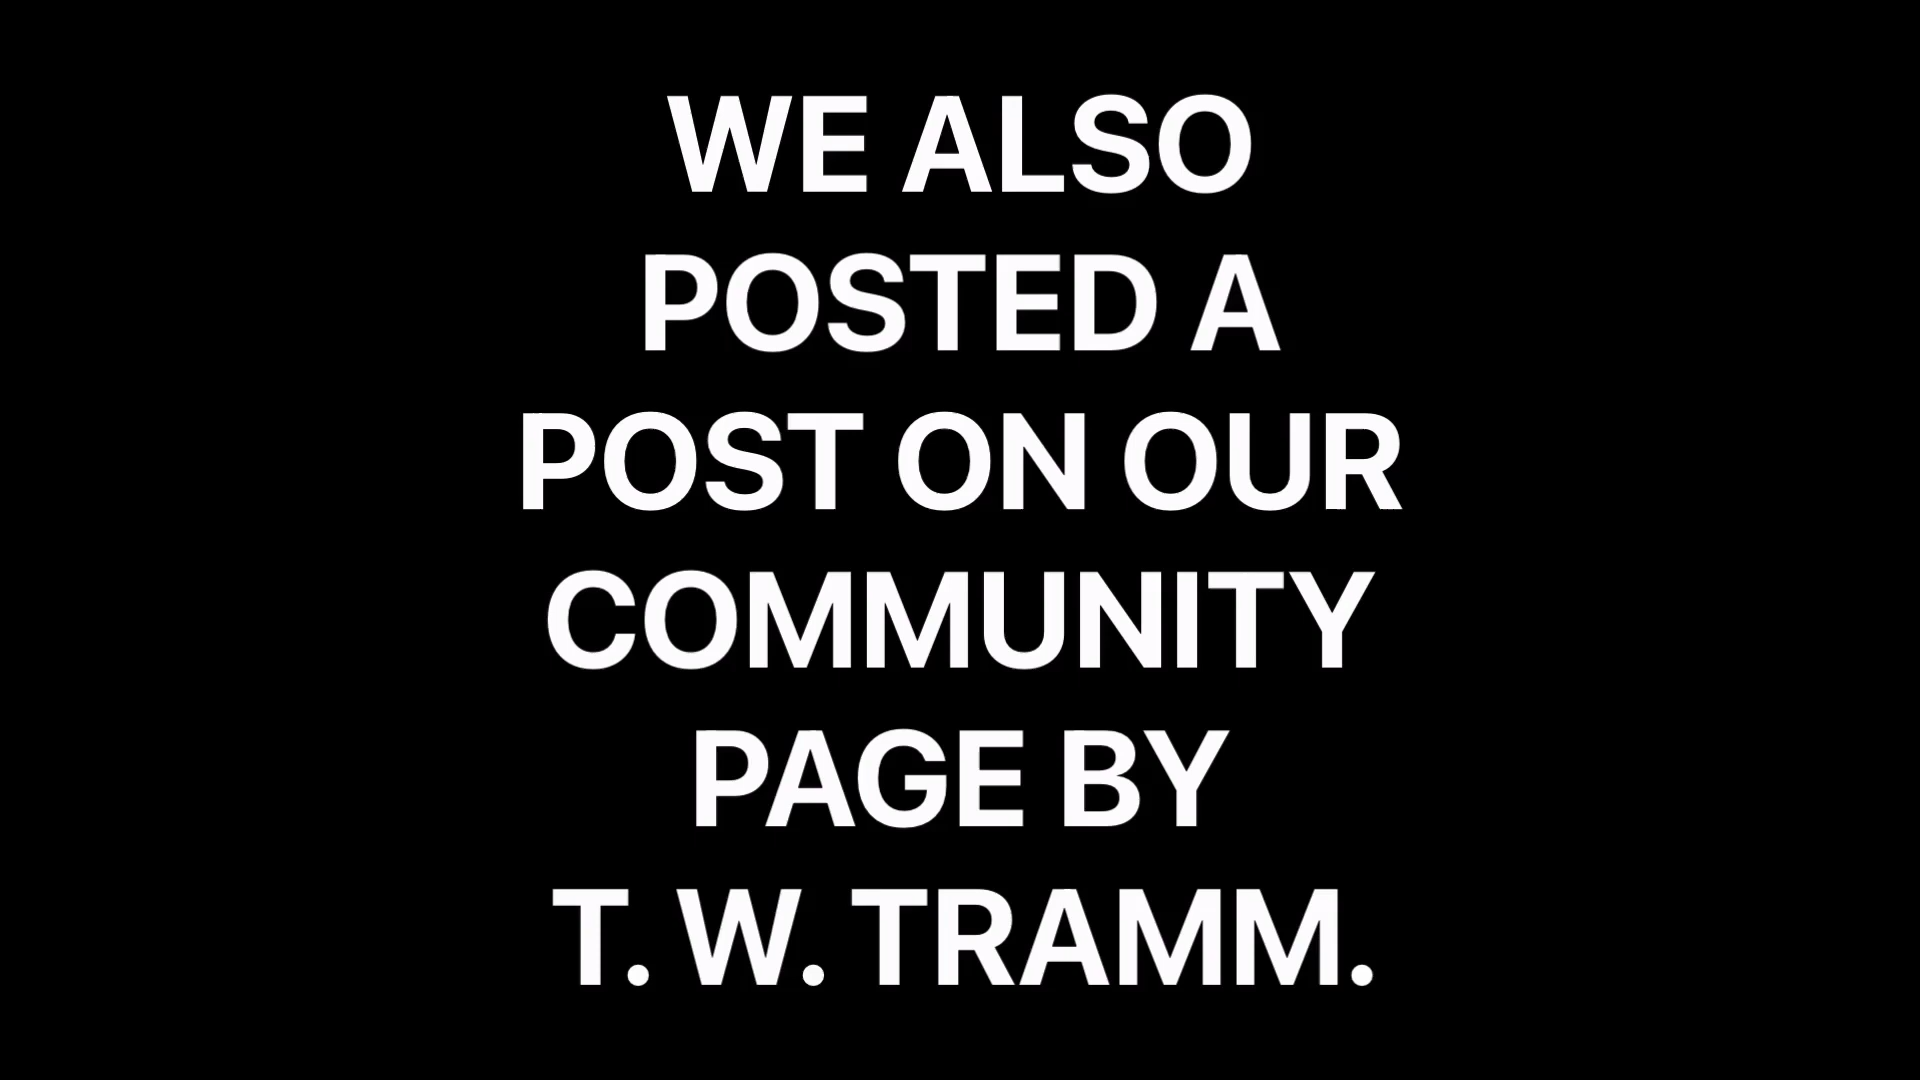 WE ALSO
POSTED A
POST ON OUR
COMMUNITY
PAGE BY
T. W. TRAMM.